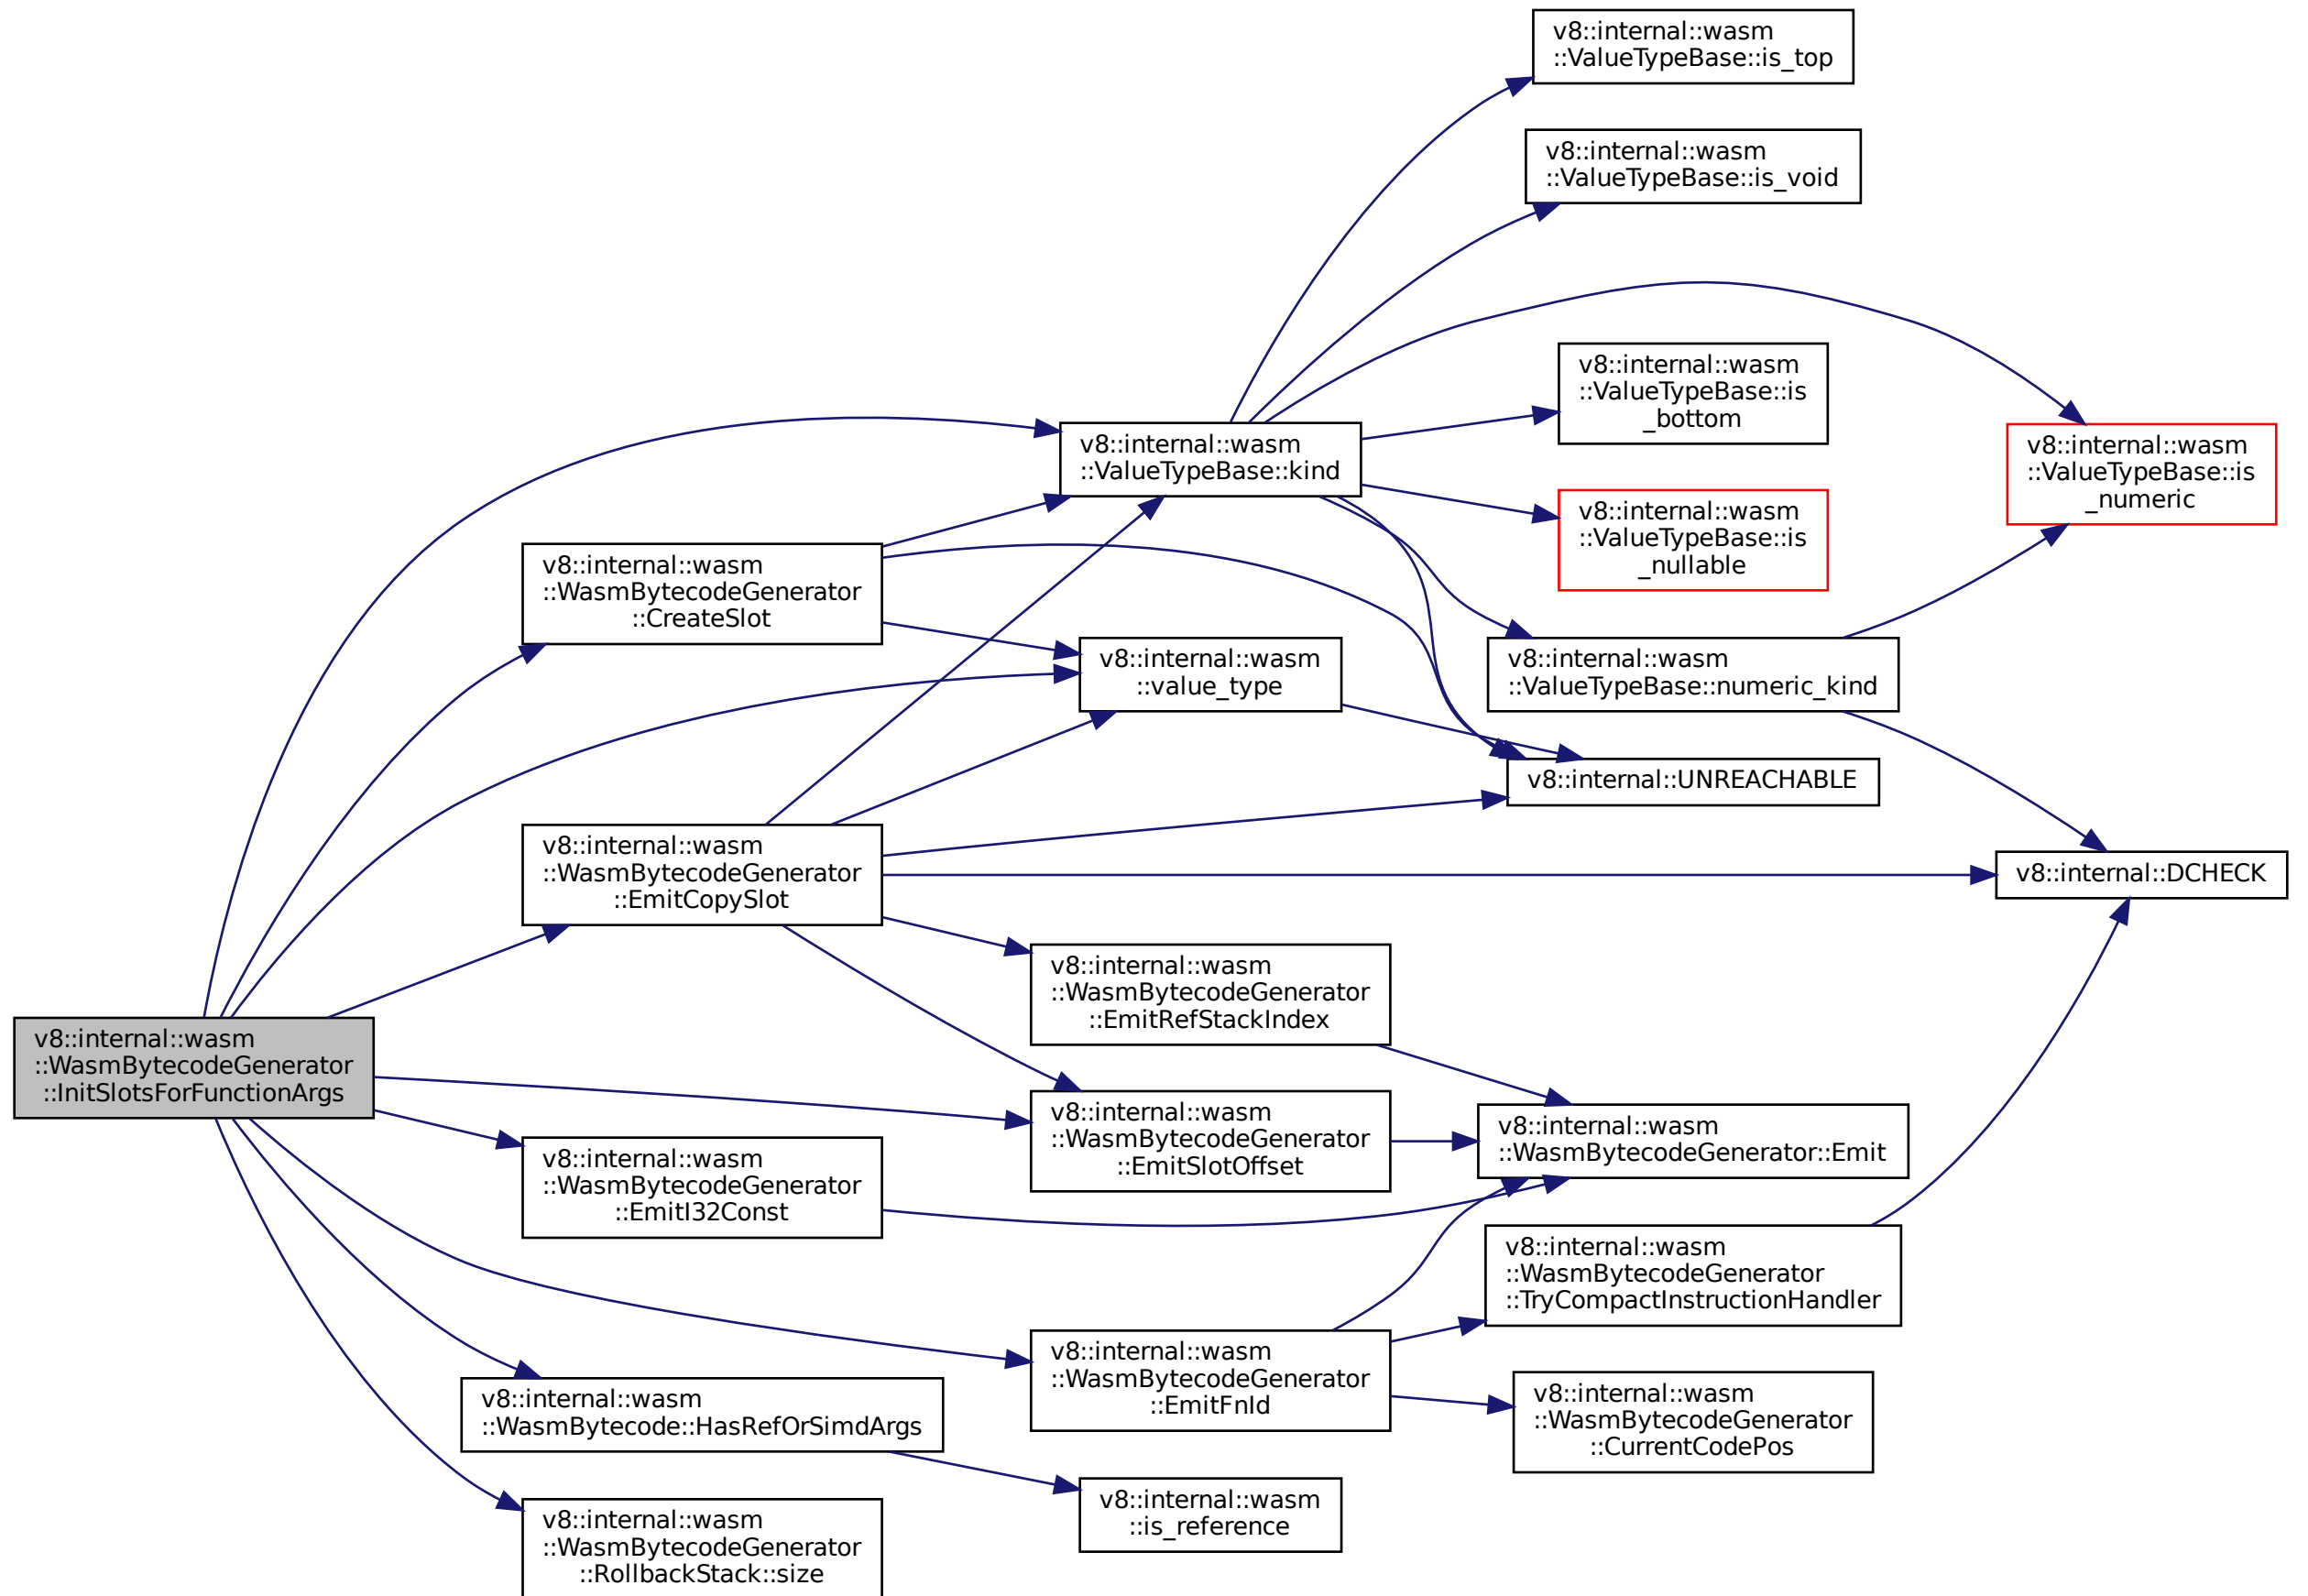 v8::internal::wasm
::ValueTypeBase::is_top
v8::internal::wasm
::ValueTypeBase::is_void
v8::internal::wasm
::ValueTypeBase::is
_bottom
v8::internal::wasm
::ValueTypeBase::kind
v8::internal::wasm
::ValueTypeBase::is
_numeric
v8::internal::wasm
::ValueTypeBase::is
_nullable
v8::internal::wasm
::WasmBytecodeGenerator
::CreateSlot
v8::internal::wasm
::value_type
v8::internal::wasm
::ValueTypeBase::numeric_kind
v8::internal::UNREACHABLE
v8::internal::wasm
::WasmBytecodeGenerator
::EmitCopySlot
v8::internal::DCHECK
v8::internal::wasm
::WasmBytecodeGenerator
::EmitRefStackIndex
v8::internal::wasm
::WasmBytecodeGenerator
::InitSlotsForFunctionArgs
v8::internal::wasm
::WasmBytecodeGenerator
::EmitSlotOffset
v8::internal::wasm
::WasmBytecodeGenerator::Emit
v8::internal::wasm
::WasmBytecodeGenerator
::EmitI32Const
v8::internal::wasm
::WasmBytecodeGenerator
::TryCompactInstructionHandler
v8::internal::wasm
::WasmBytecodeGenerator
::EmitFnId
v8::internal::wasm
::WasmBytecode::HasRefOrSimdArgs
v8::internal::wasm
::WasmBytecodeGenerator
::CurrentCodePos
v8::internal::wasm
::is_reference
v8::internal::wasm
::WasmBytecodeGenerator
::RollbackStack::size